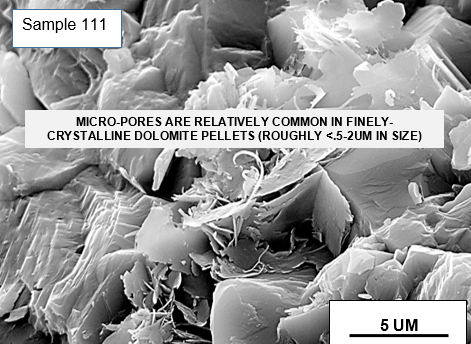 Sample 111
MICRO-PORES ARE RELATIVELY COMMON IN FINELY-
CRYSTALLINE DOLOMITE PELLETS (ROUGHLY <.5-2UM IN SIZE)
5 UM